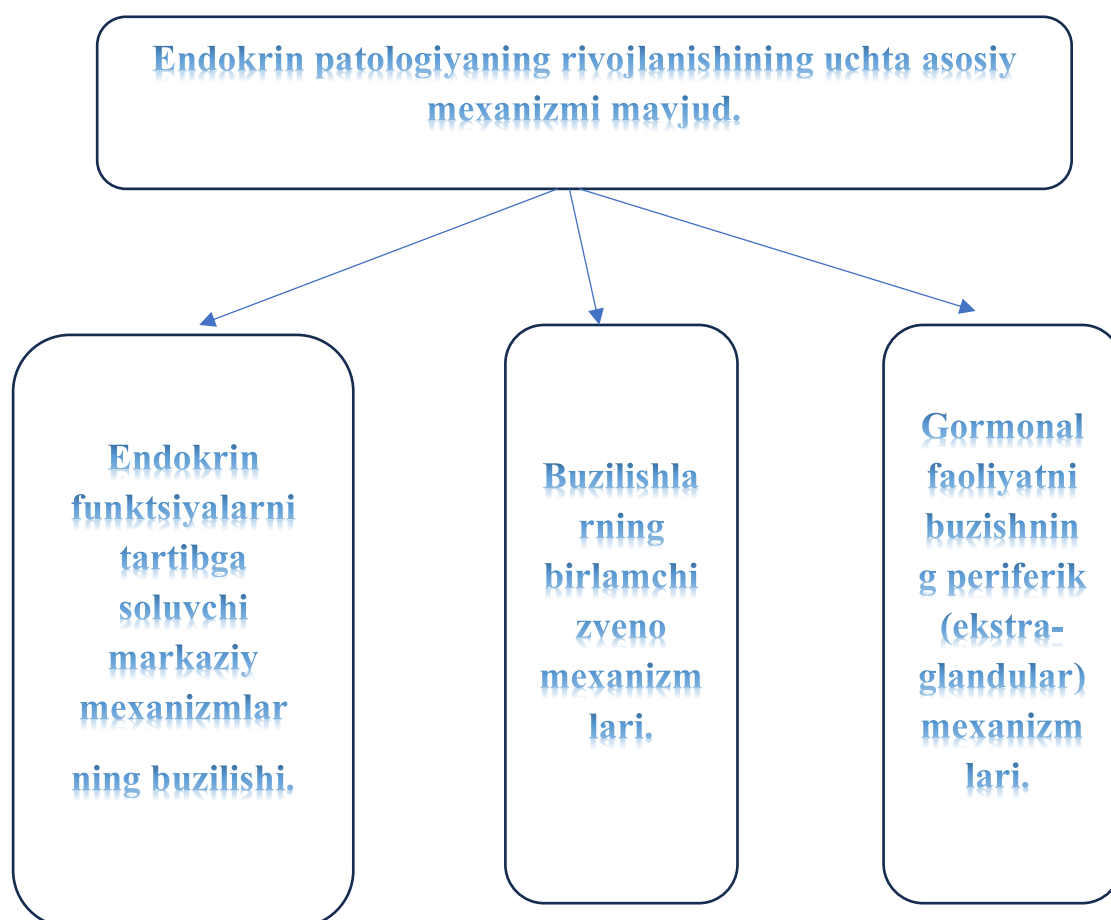 Endokrin patologiyaning rivojlanishining uchta asosiy
mexanizmi mavjud.
Endokrin
funktsiyalarni
tartibga
soluvchi
markaziy
mexanizmlar
ning buzilishi.
Buzilishla
rning
birlamchi
zveno
mexanizm
lari.
Gormonal
faoliyatni
buzishnin
g periferik
(ekstra-
glandular)
mexanizm
lari.